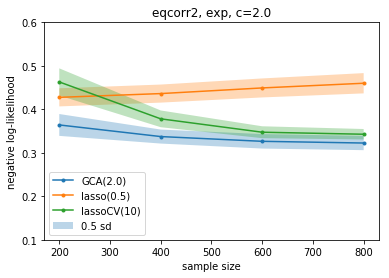 eqcorr2, exp, c=2.0
negative log-likelihood
0.6
0.5
0.4
0.3
0.2
0.1
GCA(2.0)
lasso(0.5)
lassoCV(10)
0.5 sd
200 300 400 500 600 700 800
sample size